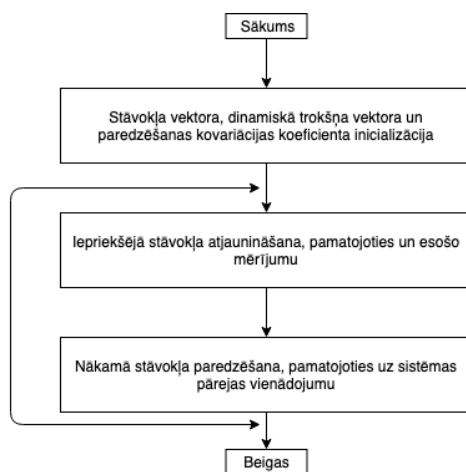 Sākums
Stāvokļa vektora, dinamiskā trokšņa vektora un
paredzēšanas kovariācijas koeficienta inicializācija
Iepriekšējā stāvokļa atjaunināšana, pamatojoties un esošo
mērījumu
Nākamā stāvokļa paredzēšana, pamatojoties uz sistēmas
pārejas vienādojumu
Beigas